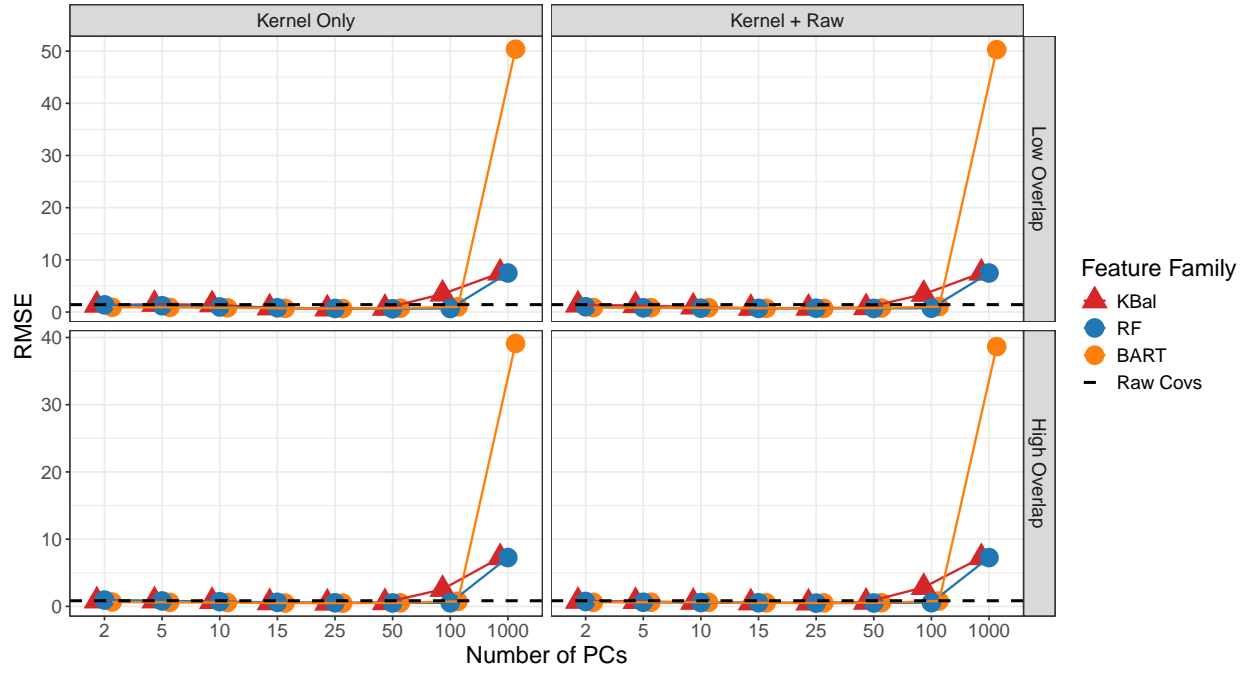 Kernel Only
Kernel + Raw
50
40
30
20
10
0
Low Overlap
40
30
20
10
0
High Overlap
RMSE
2 5 10 15 25 50 100 1000
2 5 10 15 25 50 100 1000
Number of PCs
Feature Family
KBal
RF
BART
Raw Covs